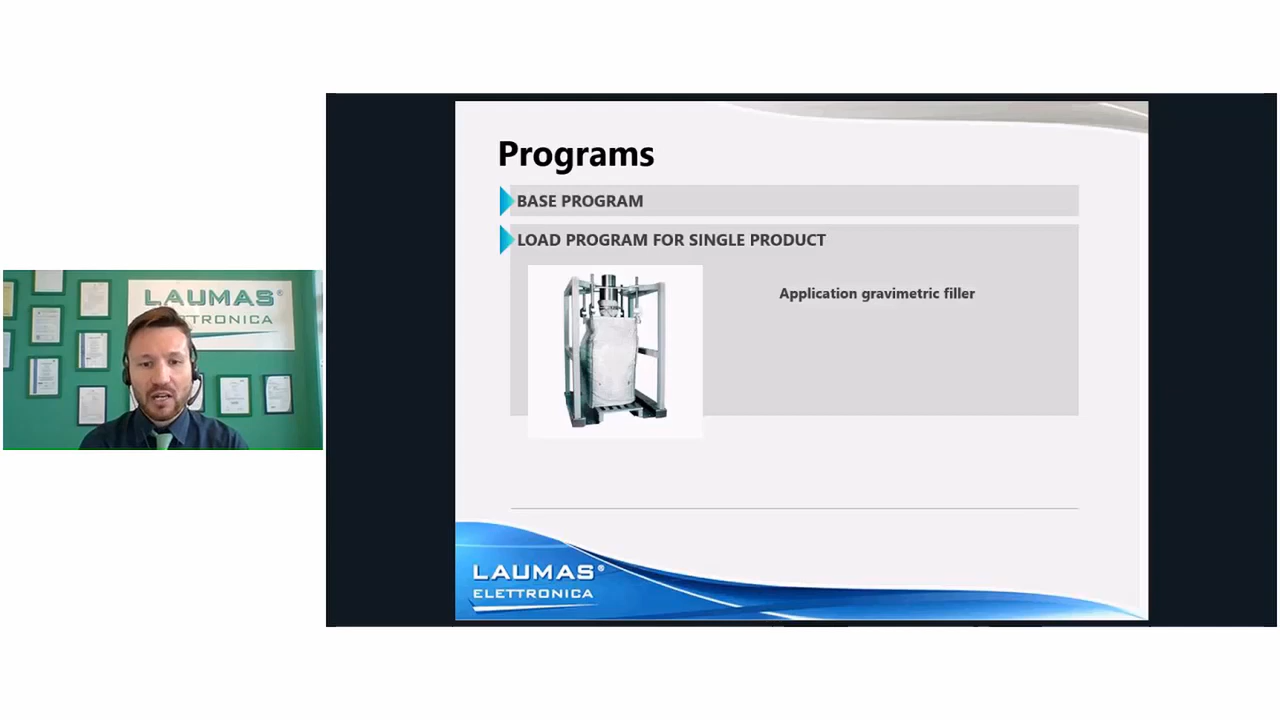 LAUMAS®
ELETTRONICA
Programs
BASE PROGRAM
LOAD PROGRAM FOR SINGLE PRODUCT
Application gravimetric filler
LAUMAS®
ELETTRONICA